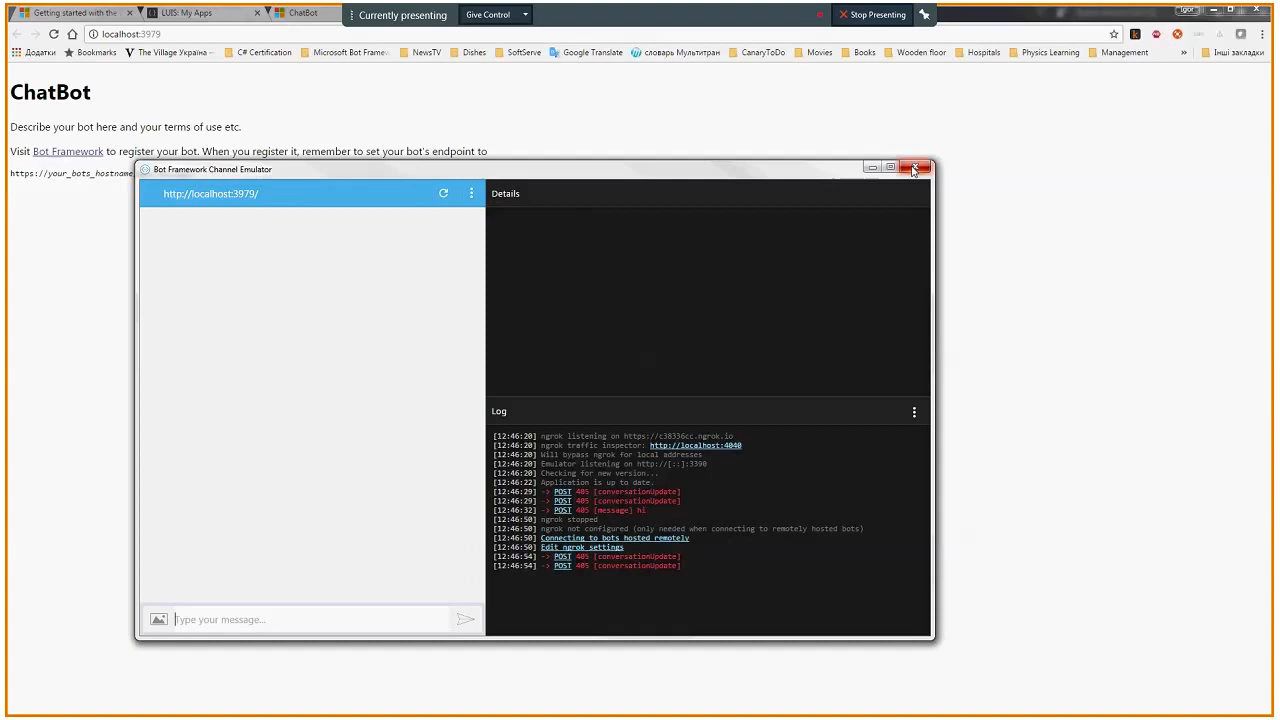 Getting started with the
LUIS: My Apps
ChatBot
Currently presenting
Give Control
Stop Presenting
Igor
localhost:3979
Додатки
Bookmarks
The Village Україна –
C# Certification
Microsoft Bot Framew
NewsTV
Dishes
SoftServe
Google Translate
словарь Мультитран
CanaryToDo
Movies
Books
Wooden floor
Hospitals
Physics Learning
Management
»
Інші закладки
ChatBot
Describe your bot here and your terms of use etc.
Visit Bot Framework to register your bot. When you register it, remember to set your bot's endpoint to
https://your_bots_hostname
Bot Framework Channel Emulator
http://localhost:3979/
Details
Log
[12:46:20] ngrok listening on https://c38336cc.ngrok.io
[12:46:20] ngrok traffic inspector: http://localhost:4040
[12:46:20] Will bypass ngrok for local addresses
[12:46:20] Emulator listening on http://[::]:3390
[12:46:20] Checking for new version...
[12:46:22] Application is up to date.
[12:46:29] -> POST 405 [conversationUpdate]
[12:46:29] -> POST 405 [conversationUpdate]
[12:46:32] -> POST 405 [message] hi
[12:46:50] ngrok stopped
[12:46:50] ngrok not configured (only needed when connecting to remotely hosted bots)
[12:46:50] Connecting to bots hosted remotely
[12:46:50] Edit ngrok settings
[12:46:54] -> POST 405 [conversationUpdate]
[12:46:54] -> POST 405 [conversationUpdate]
Type your message...